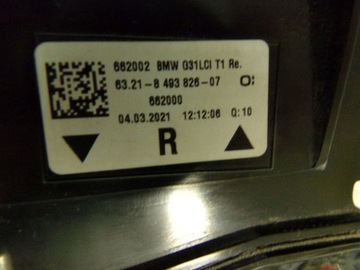 662002 BMW G31LCI T1 Re.
63.21-8 493 826-07 O:
662000
04.03.2021 12:12:06 Q:10
R